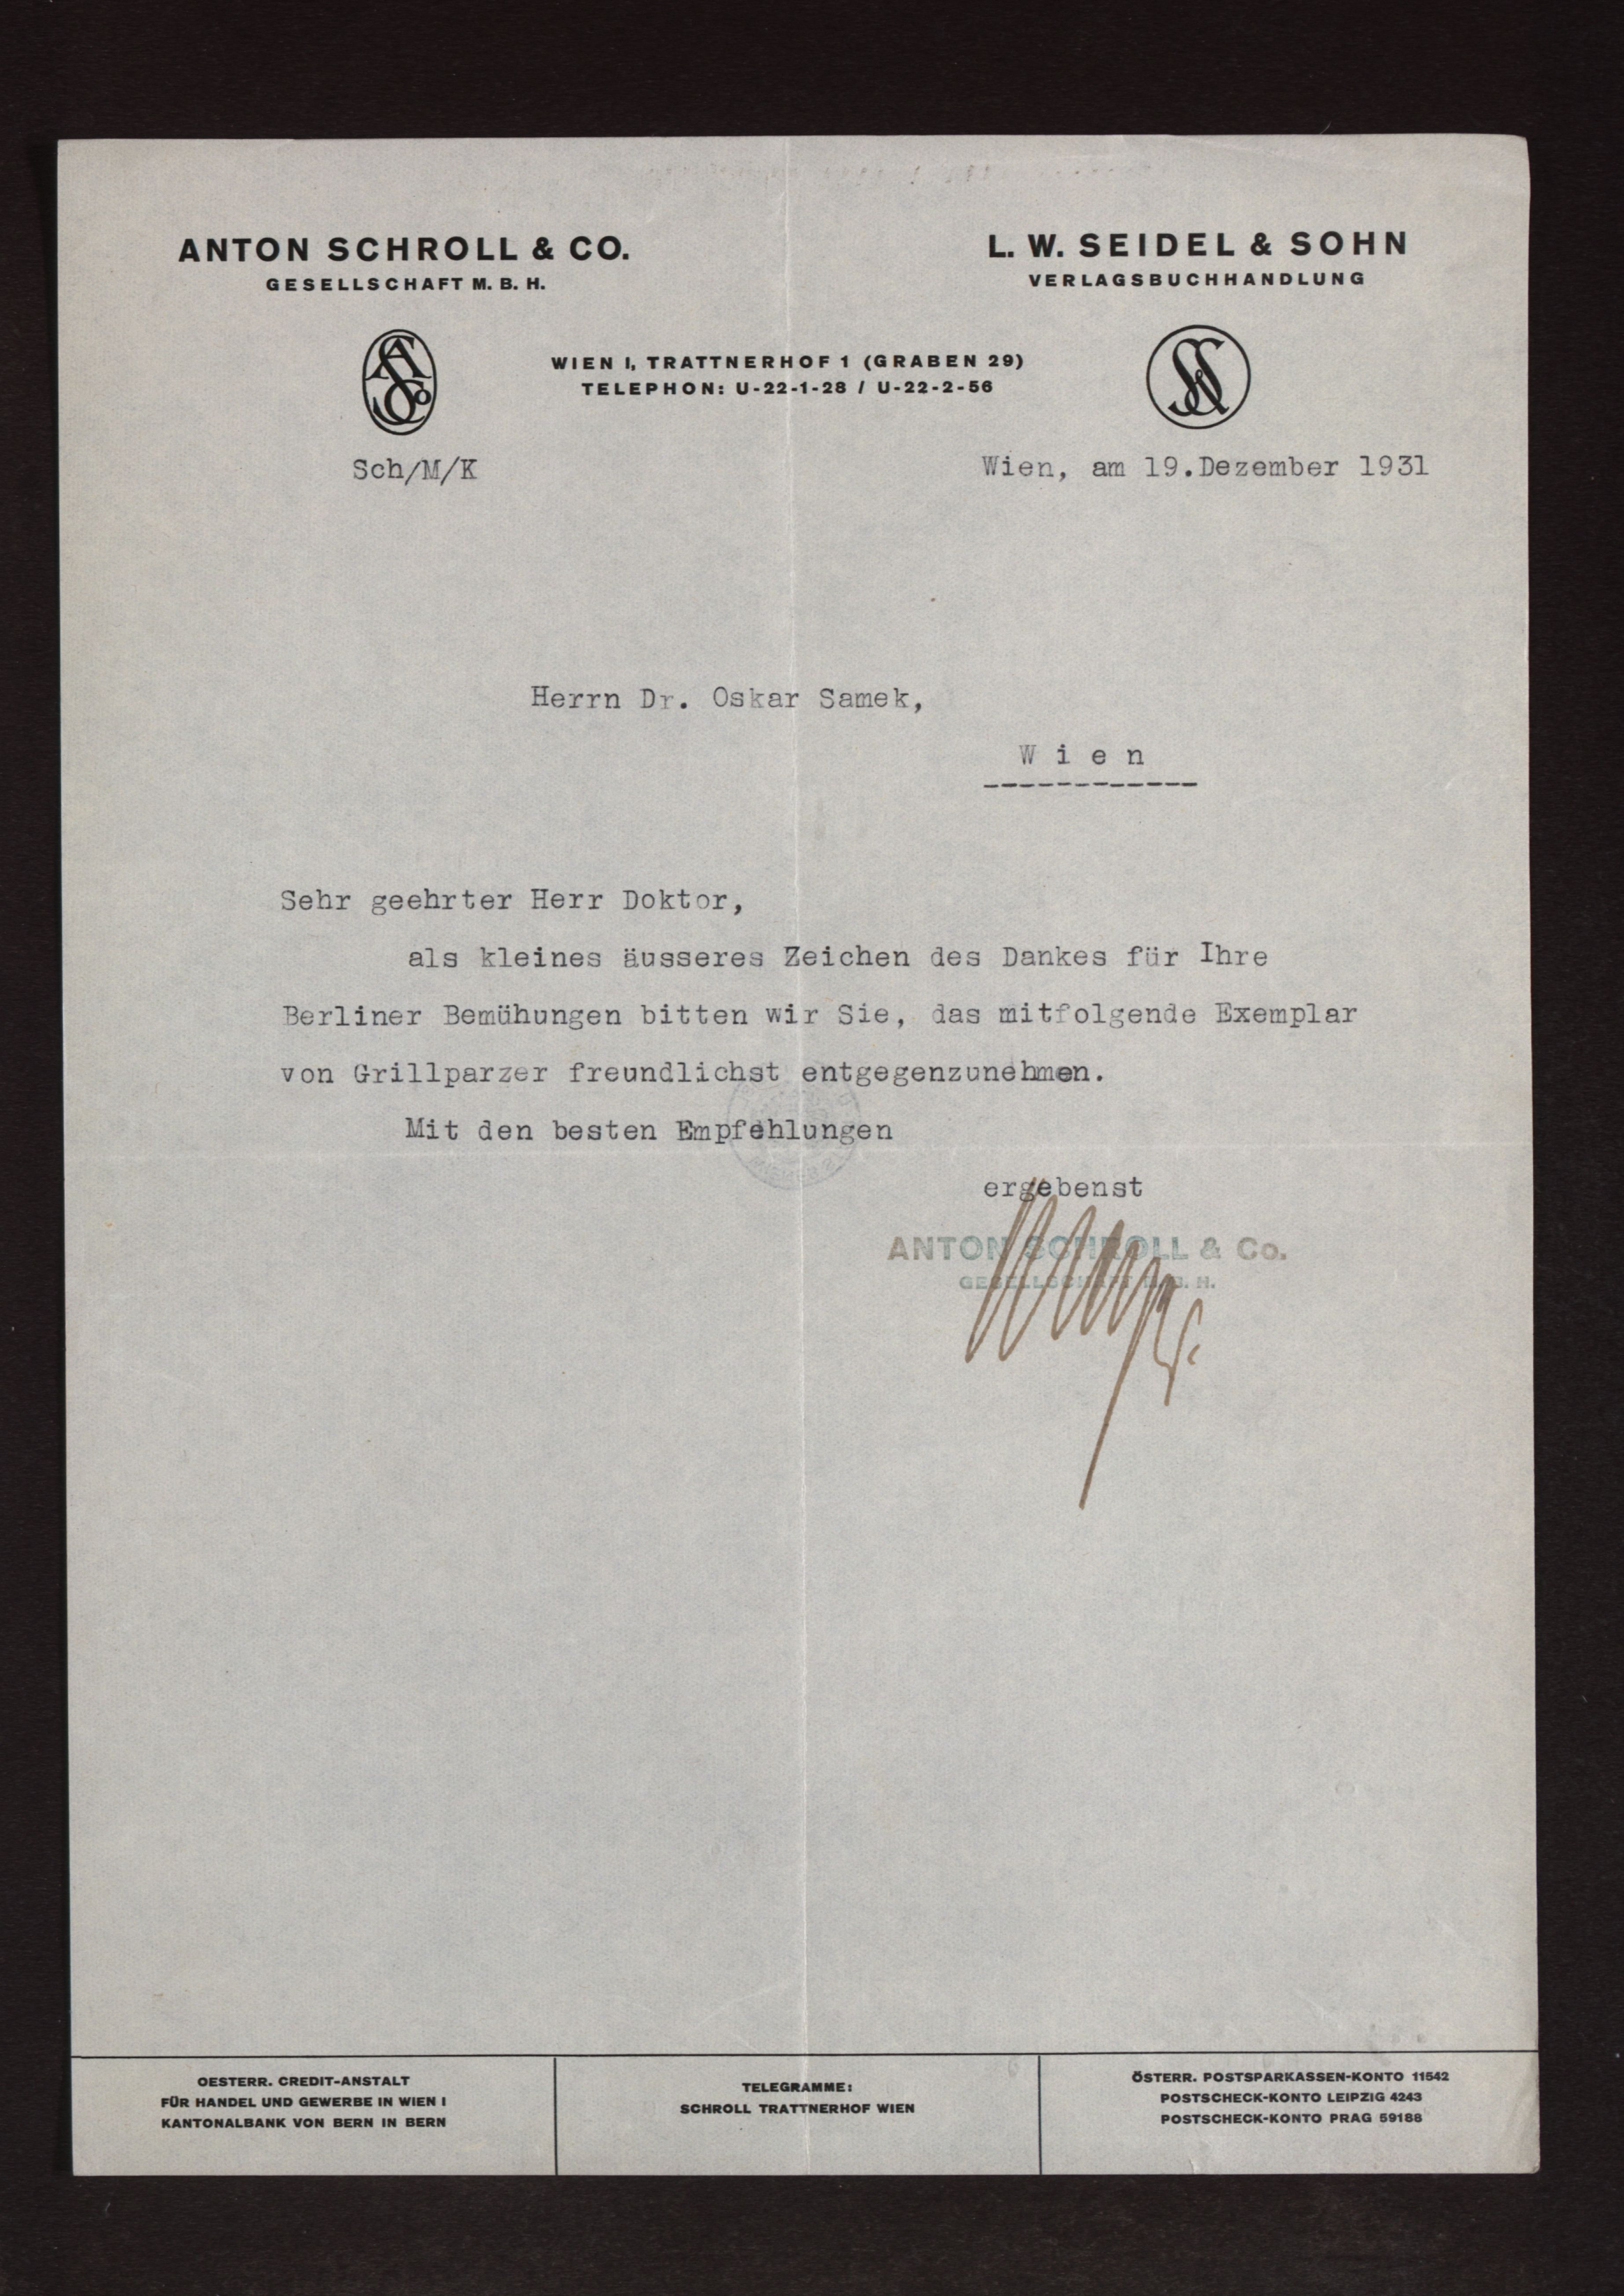 ANTON SCHROLL & CO.
GESELLSCHAFT M. B. H.
L. W. SEIDEL & SOHN
VERLAGSBUCHHANDLUNG
WIEN I, TRATTNERHOF 1 (GRABEN 29)
TELEPHON: U-22-1-28 / U-22-2-56
Sch/M/K
Wien, am 19.Dezember 1931
Herrn Dr. Oskar Samek,
W i e n
Sehr geehrter Herr Doktor,
als kleines äusseres Zeichen des Dankes für Ihre
Berliner Bemühungen bitten wir Sie, das mitfolgende Exemplar
von Grillparzer freundlichst entgegenzunehmen.
Mit den besten Empfehlungen
ergebenst
ANTON SCHROLL & Co.
GESELLSCHAFT M. B. H.
OESTERR. CREDIT-ANSTALT
FÜR HANDEL UND GEWERBE IN WIEN I
KANTONALBANK VON BERN IN BERN
TELEGRAMME:
SCHROLL TRATTNERHOF WIEN
ÖSTERR. POSTSPARKASSEN-KONTO 11542
POSTSCHECK-KONTO LEIPZIG 4243
POSTSCHECK-KONTO PRAG 59188